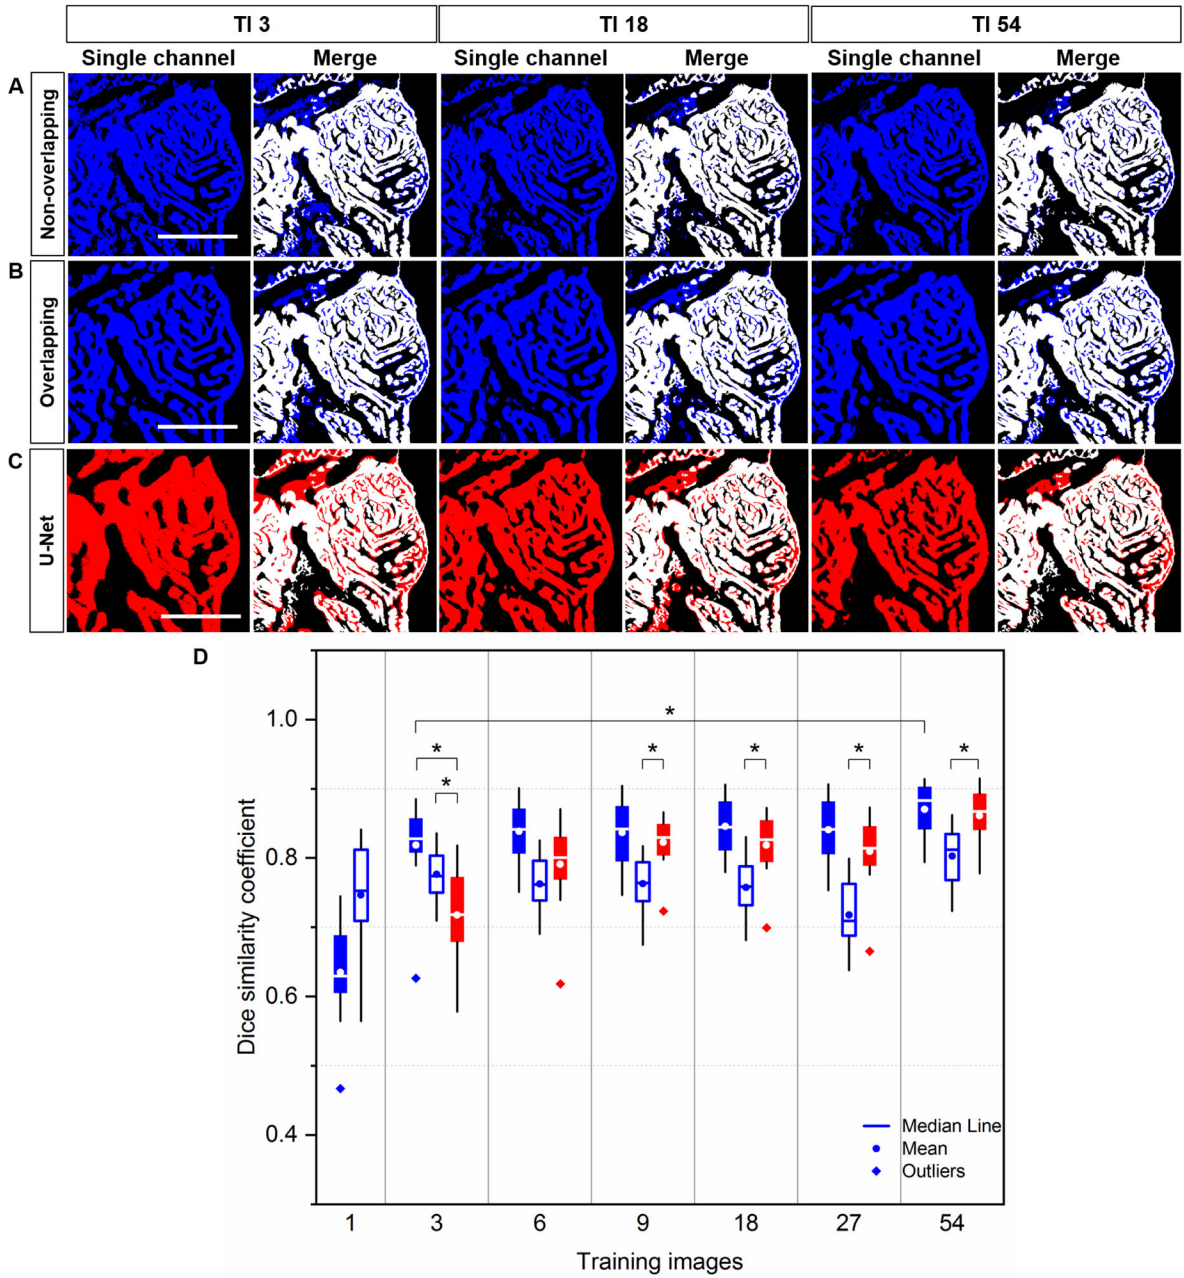 TI 3 TI 18 TI 54
Single channel Merge Single channel Merge Single channel Merge
A
Non-overlapping
B
Overlapping
C
U-Net
D
Dice similarity coefficient
1.0
0.8
0.6
0.4
*
* * * * *
*
Median Line
Mean
Outliers
1 3 6 9 18 27 54
Training images